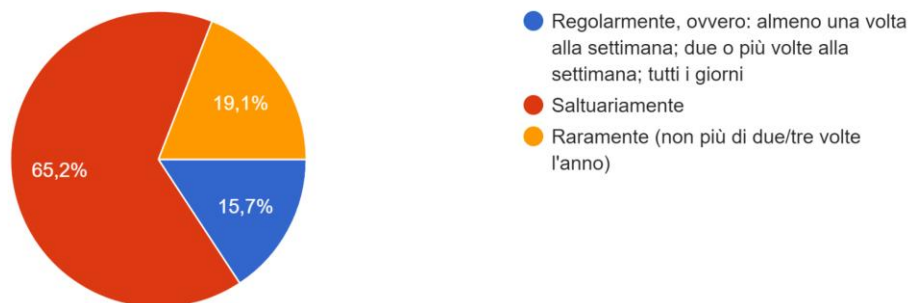 65,2%
19,1%
15,7%
Regolarmente, ovvero: almeno una volta
alla settimana; due o più volte alla
settimana; tutti i giorni
Saltuariamente
Raramente (non più di due/tre volte
l'anno)